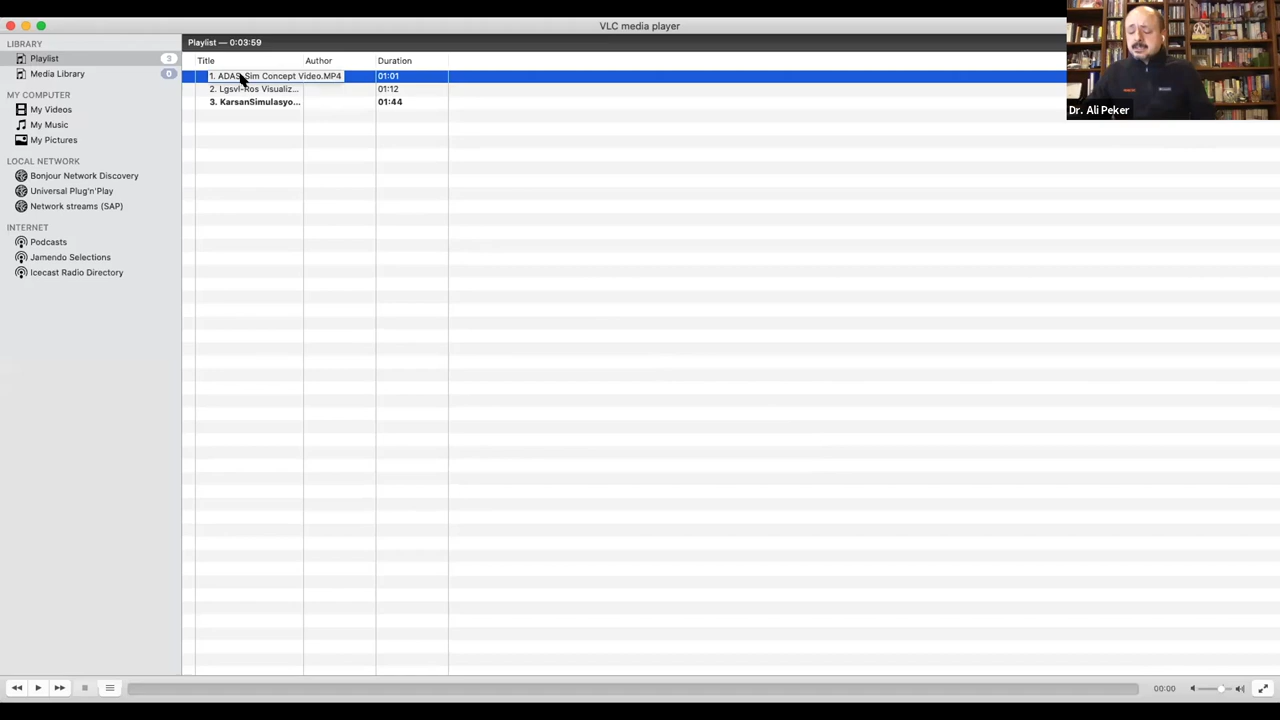 VLC media player
LIBRARY
Playlist 3
Media Library 0
MY COMPUTER
My Videos
My Music
My Pictures
LOCAL NETWORK
Bonjour Network Discovery
Universal Plug'n'Play
Network streams (SAP)
INTERNET
Podcasts
Jamendo Selections
Icecast Radio Directory
Playlist — 0:03:59
Title Author Duration
1. ADAS Sim Concept Video.MP4 01:01
2. Lgsvl-Ros Visualiz... 01:12
3. KarsanSimulasyo... 01:44
Dr. Ali Peker
00:00